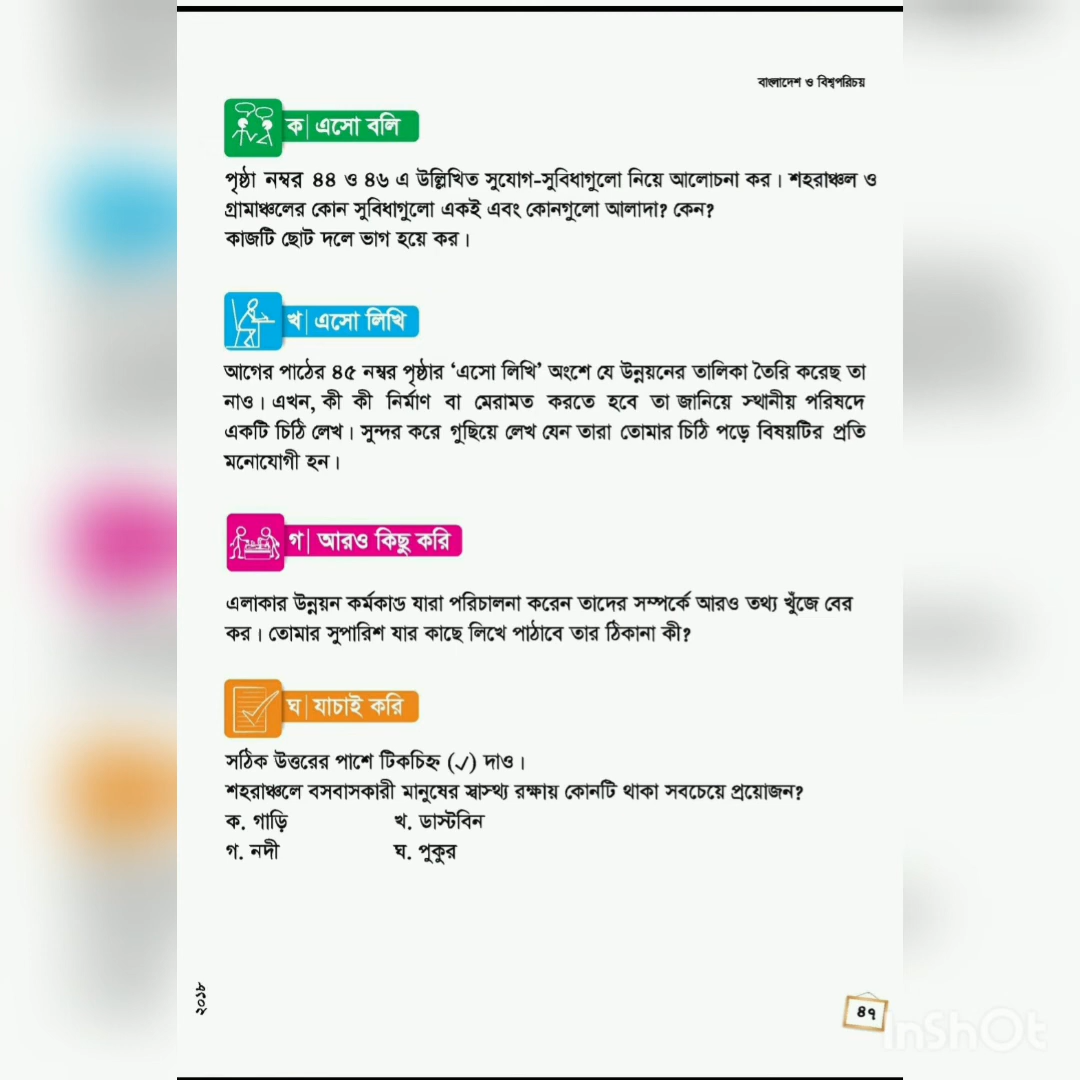 বাংলাদেশ ও বিশ্বপরিচয়
ক| এসো বলি
পৃষ্ঠা নম্বর ৪৪ ও ৪৬ এ উল্লিখিত সুযোগ-সুবিধাগুলো নিয়ে আলোচনা কর। শহরাঞ্চল ও
গ্রামাঞ্চলের কোন সুবিধাগুলো একই এবং কোনগুলো আলাদা? কেন?
কাজটি ছোট দলে ভাগ হয়ে কর।
খ| এসো লিখি
আগের পাঠের ৪৫ নম্বর পৃষ্ঠার ‘এসো লিখি’ অংশে যে উন্নয়নের তালিকা তৈরি করেছ তা
নাও। এখন, কী কী নির্মাণ বা মেরামত করতে হবে তা জানিয়ে স্থানীয় পরিষদে
একটি চিঠি লেখ। সুন্দর করে গুছিয়ে লেখ যেন তারা তোমার চিঠি পড়ে বিষয়টির প্রতি
মনোযোগী হন।
গ| আরও কিছু করি
এলাকার উন্নয়ন কর্মকাণ্ড যারা পরিচালনা করেন তাদের সম্পর্কে আরও তথ্য খুঁজে বের
কর। তোমার সুপারিশ যার কাছে লিখে পাঠাবে তার ঠিকানা কী?
ঘ| যাচাই করি
সঠিক উত্তরের পাশে টিকচিহ্ন (✓) দাও।
শহরাঞ্চলে বসবাসকারী মানুষের স্বাস্থ্য রক্ষায় কোনটি থাকা সবচেয়ে প্রয়োজন?
ক. গাড়ি খ. ডাস্টবিন
গ. নদী ঘ. পুকুর
২০১৮
৪৭
InShOt